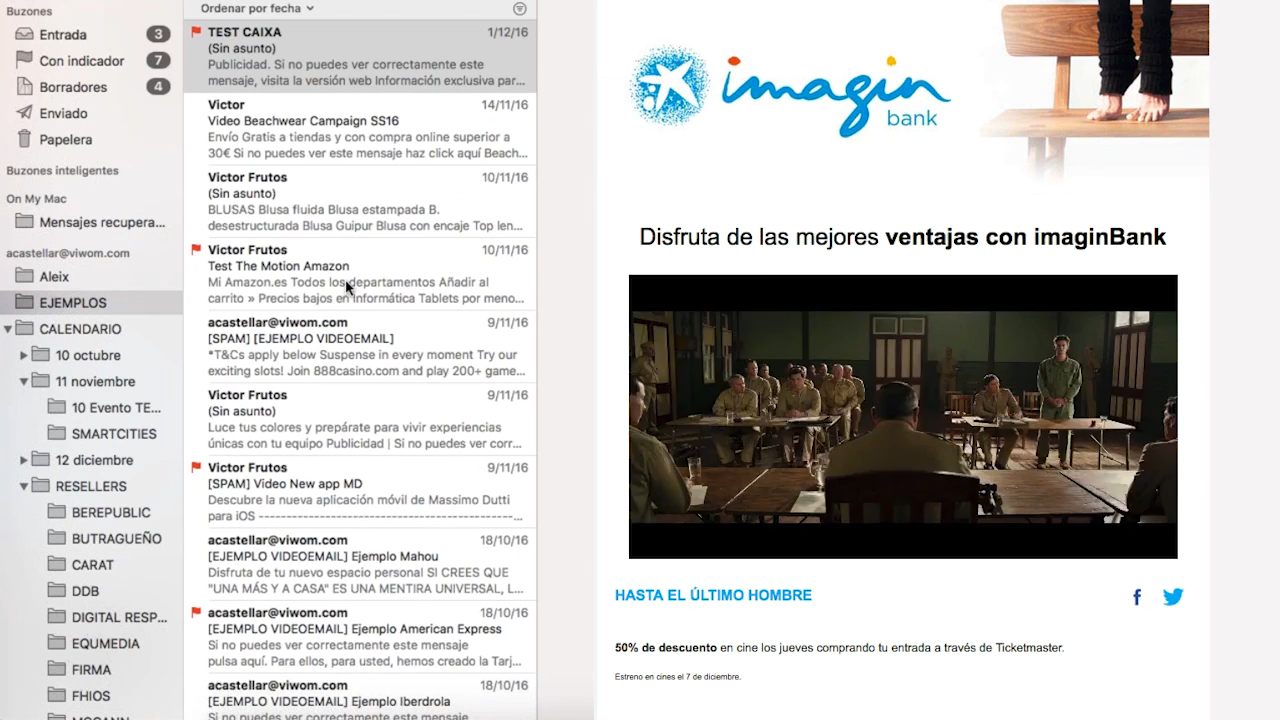 Buzones
Entrada 3
Con indicador 7
Borradores 4
Enviado
Papelera
Buzones inteligentes
On My Mac
Mensajes recupera...
acastellar@viwom.com
Aleix
EJEMPLOS
CALENDARIO
10 octubre
11 noviembre
10 Evento TE...
SMARTCITIES
12 diciembre
RESELLERS
BEREPUBLIC
BUTRAGUEÑO
CARAT
DDB
DIGITAL RESP...
EQUMEDIA
FIRMA
FHIOS
Ordenar por fecha
TEST CAIXA 1/12/16
(Sin asunto)
Publicidad. Si no puedes ver correctamente este
mensaje, visita la versión web Información exclusiva par...
Victor 14/11/16
Video Beachwear Campaign SS16
Envío Gratis a tiendas y con compra online superior a
30€ Si no puedes ver este mensaje haz click aquí Beach...
Victor Frutos 10/11/16
(Sin asunto)
BLUSAS Blusa fluida Blusa estampada B.
desestructurada Blusa Guipur Blusa con encaje Top len...
Victor Frutos 10/11/16
Test The Motion Amazon
Mi Amazon.es Todos los departamentos Añadir al
carrito » Precios bajos en Informática Tablets por meno...
acastellar@viwom.com 9/11/16
[SPAM] [EJEMPLO VIDEOEMAIL]
*T&Cs apply below Suspense in every moment Try our
exciting slots! Join 888casino.com and play 200+ game...
Victor Frutos 9/11/16
(Sin asunto)
Luce tus colores y prepárate para vivir experiencias
únicas con tu equipo Publicidad | Si no puedes ver corr...
Victor Frutos 9/11/16
[SPAM] Vídeo New app MD
Descubre la nueva aplicación móvil de Massimo Dutti
para iOS ------------------------------------------...
acastellar@viwom.com 18/10/16
[EJEMPLO VIDEOEMAIL] Ejemplo Mahou
Disfruta de tu nuevo espacio personal SI CREES QUE
"UNA MÁS Y A CASA" ES UNA MENTIRA UNIVERSAL, L...
acastellar@viwom.com 18/10/16
[EJEMPLO VIDEOEMAIL] Ejemplo American Express
Si no puedes ver correctamente este mensaje
pulsa aquí. Para ellos, para usted, hemos creado la Tarj...
acastellar@viwom.com 18/10/16
[EJEMPLO VIDEOEMAIL] Ejemplo Iberdrola
Si no puedes ver correctamente este mensaje
imagin
bank
Disfruta de las mejores ventajas con imaginBank
HASTA EL ÚLTIMO HOMBRE
50% de descuento en cine los jueves comprando tu entrada a través de Ticketmaster.
Estreno en cines el 7 de diciembre.